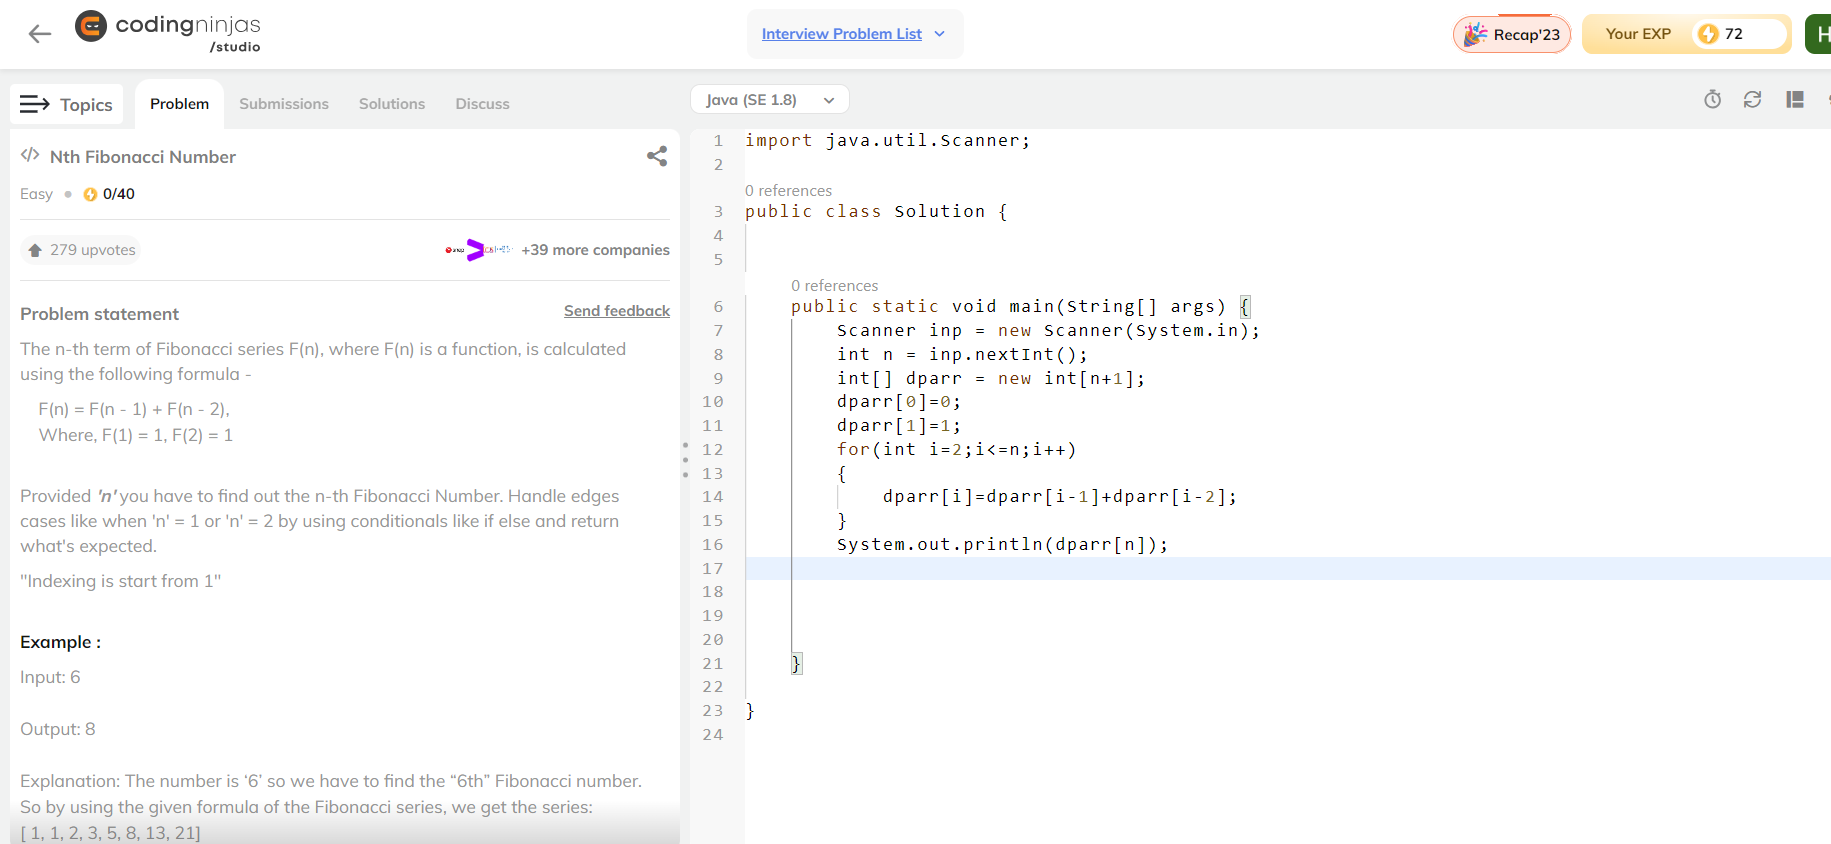 codingninjas
/studio
Interview Problem List
Recap'23
Your EXP
72
H
Topics
Problem
Submissions
Solutions
Discuss
Java (SE 1.8)
</> Nth Fibonacci Number
Easy
0/40
279 upvotes
+39 more companies
Problem statement
Send feedback
The n-th term of Fibonacci series F(n), where F(n) is a function, is calculated
using the following formula -
F(n) = F(n - 1) + F(n - 2),
Where, F(1) = 1, F(2) = 1
Provided 'n' you have to find out the n-th Fibonacci Number. Handle edges
cases like when 'n' = 1 or 'n' = 2 by using conditionals like if else and return
what's expected.
"Indexing is start from 1"
Example :
Input: 6
Output: 8
Explanation: The number is ‘6’ so we have to find the “6th” Fibonacci number.
So by using the given formula of the Fibonacci series, we get the series:
[ 1, 1, 2, 3, 5, 8, 13, 21]
1 import java.util.Scanner;
2
0 references
3 public class Solution {
4
5
0 references
6 public static void main(String[] args) {
7 Scanner inp = new Scanner(System.in);
8 int n = inp.nextInt();
9 int[] dparr = new int[n+1];
10 dparr[0]=0;
11 dparr[1]=1;
12 for(int i=2;i<=n;i++)
13 {
14 dparr[i]=dparr[i-1]+dparr[i-2];
15 }
16 System.out.println(dparr[n]);
17
18
19
20
21 }
22
23 }
24